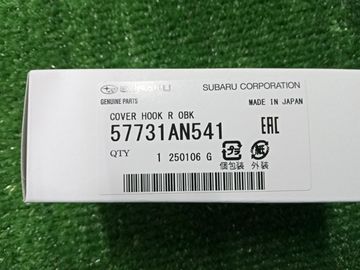 SUBARU SUBARU CORPORATION
GENUINE PARTS MADE IN JAPAN
COVER HOOK R OBK
57731AN541 EAC
QTY 1 250106 G
個包装 外装